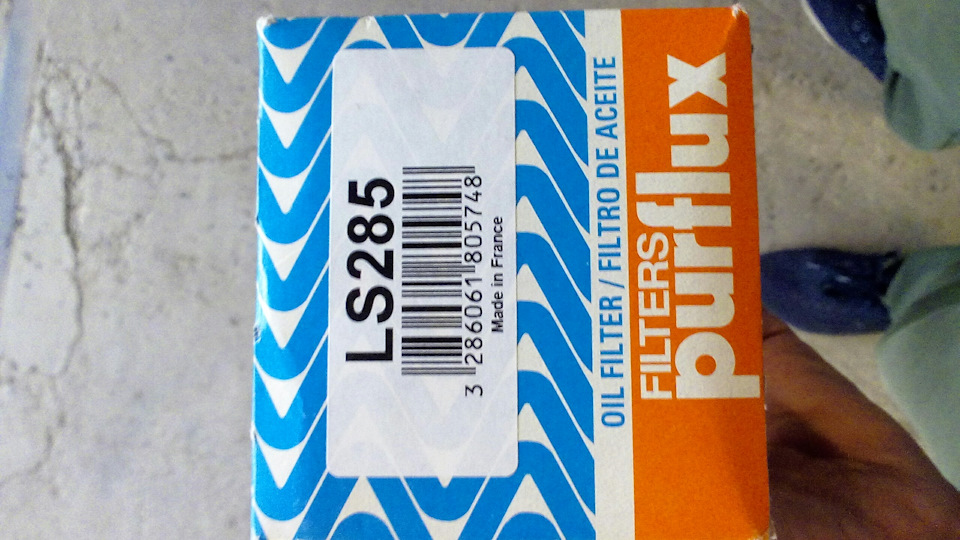 LS285
3 286061 805748
Made in France
OIL FILTER / FILTRO DE ACEITE
FILTERS
purflux